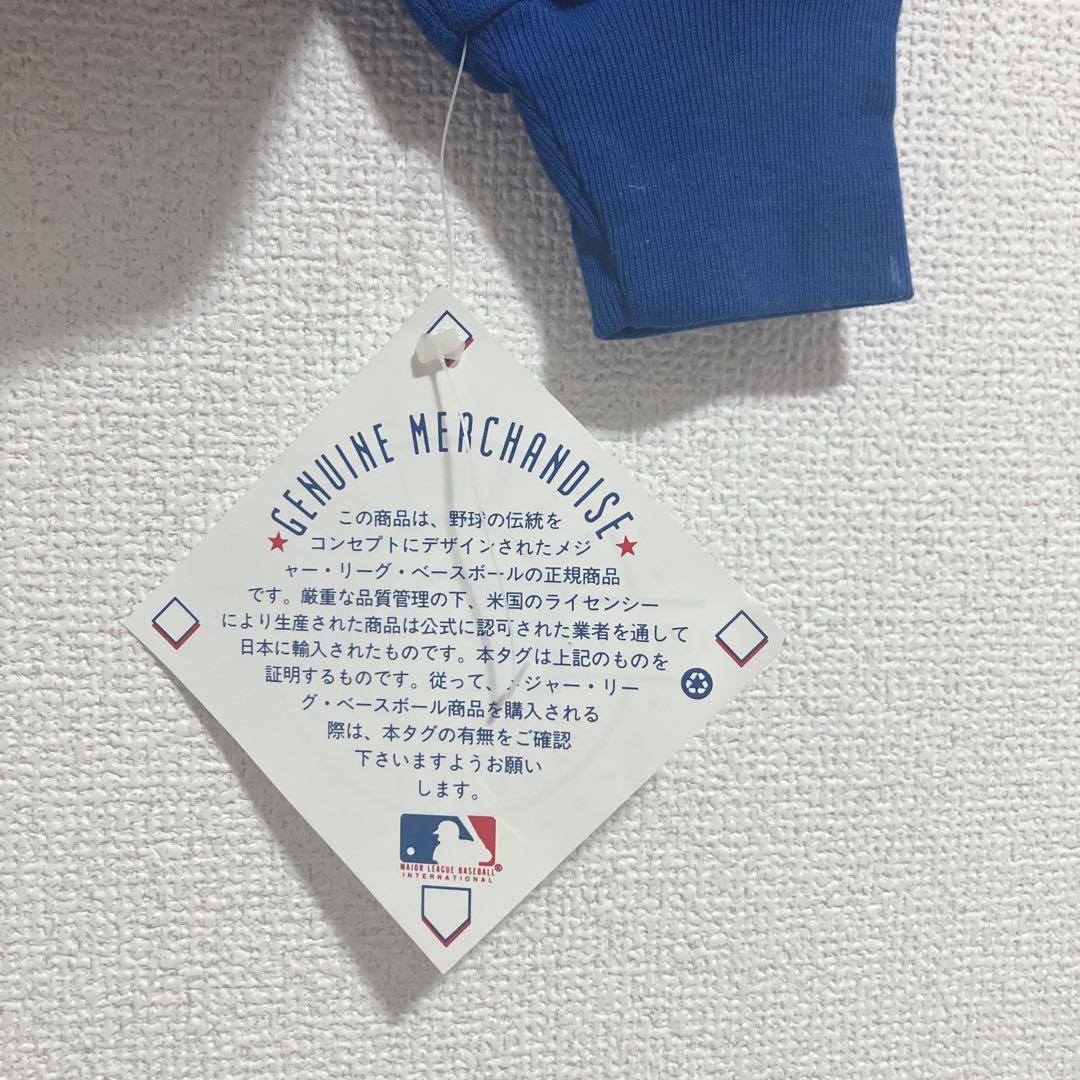 GENUINE MERCHANDISE
この商品は、野球の伝統を
コンセプトにデザインされたメジ
ャー・リーグ・ベースボールの正規商品
です。厳重な品質管理の下、米国のライセンシー
により生産された商品は公式に認可された業者を通して
日本に輸入されたものです。本タグは上記のものを
証明するものです。従って、メジャー・リー
グ・ベースボール商品を購入される
際は、本タグの有無をご確認
下さいますようお願い
します。
MAJOR LEAGUE BASEBALL®
INTERNATIONAL